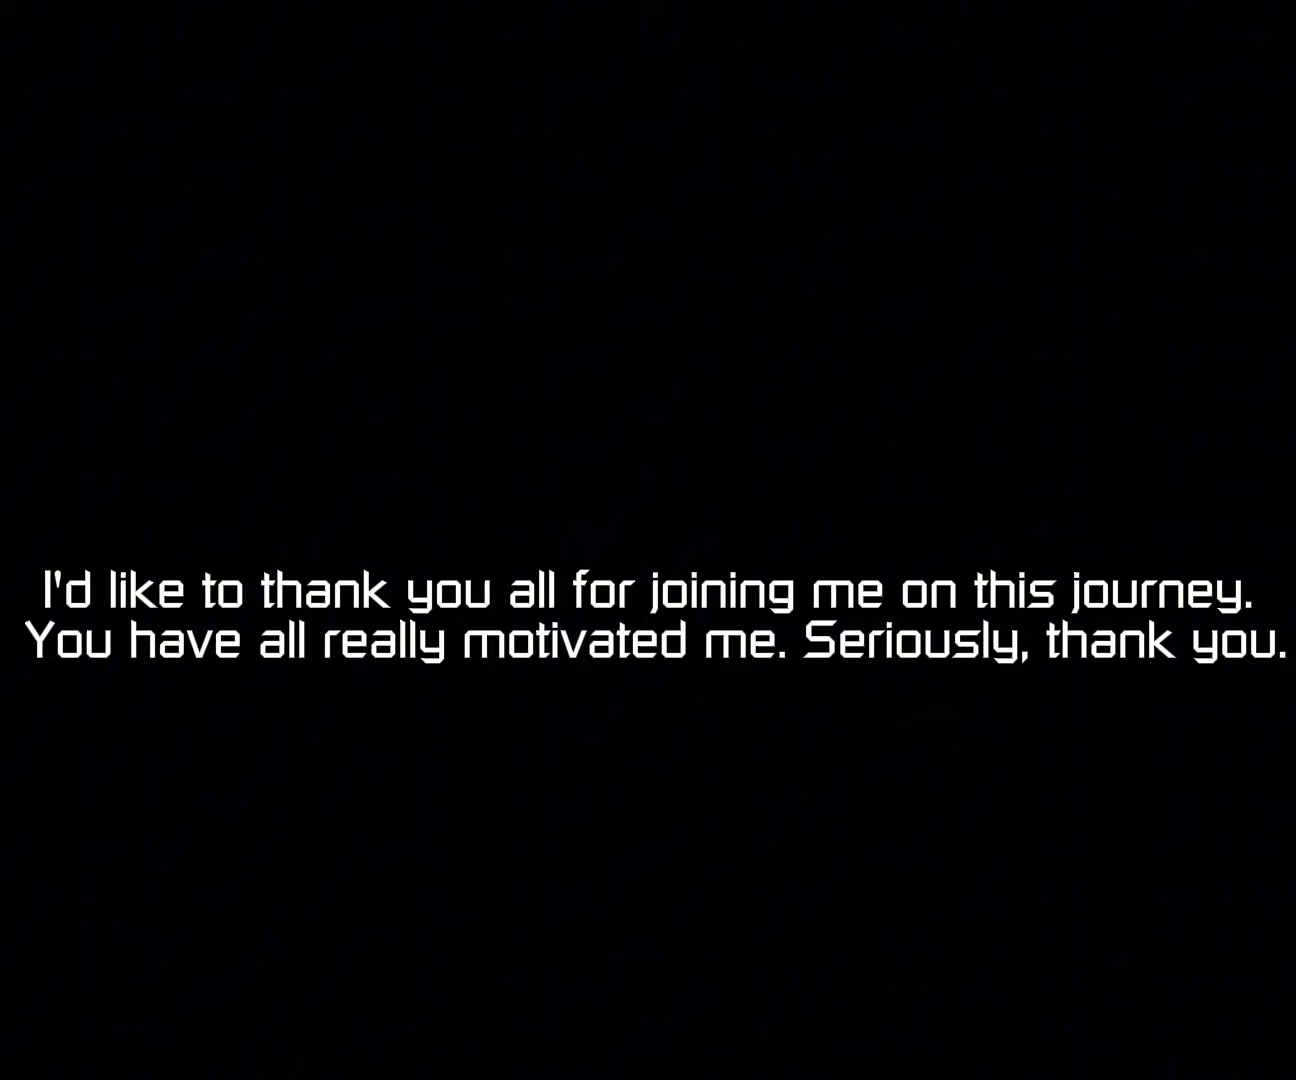 I'd like to thank you all for joining me on this journey.
You have all really motivated me. Seriously, thank you.